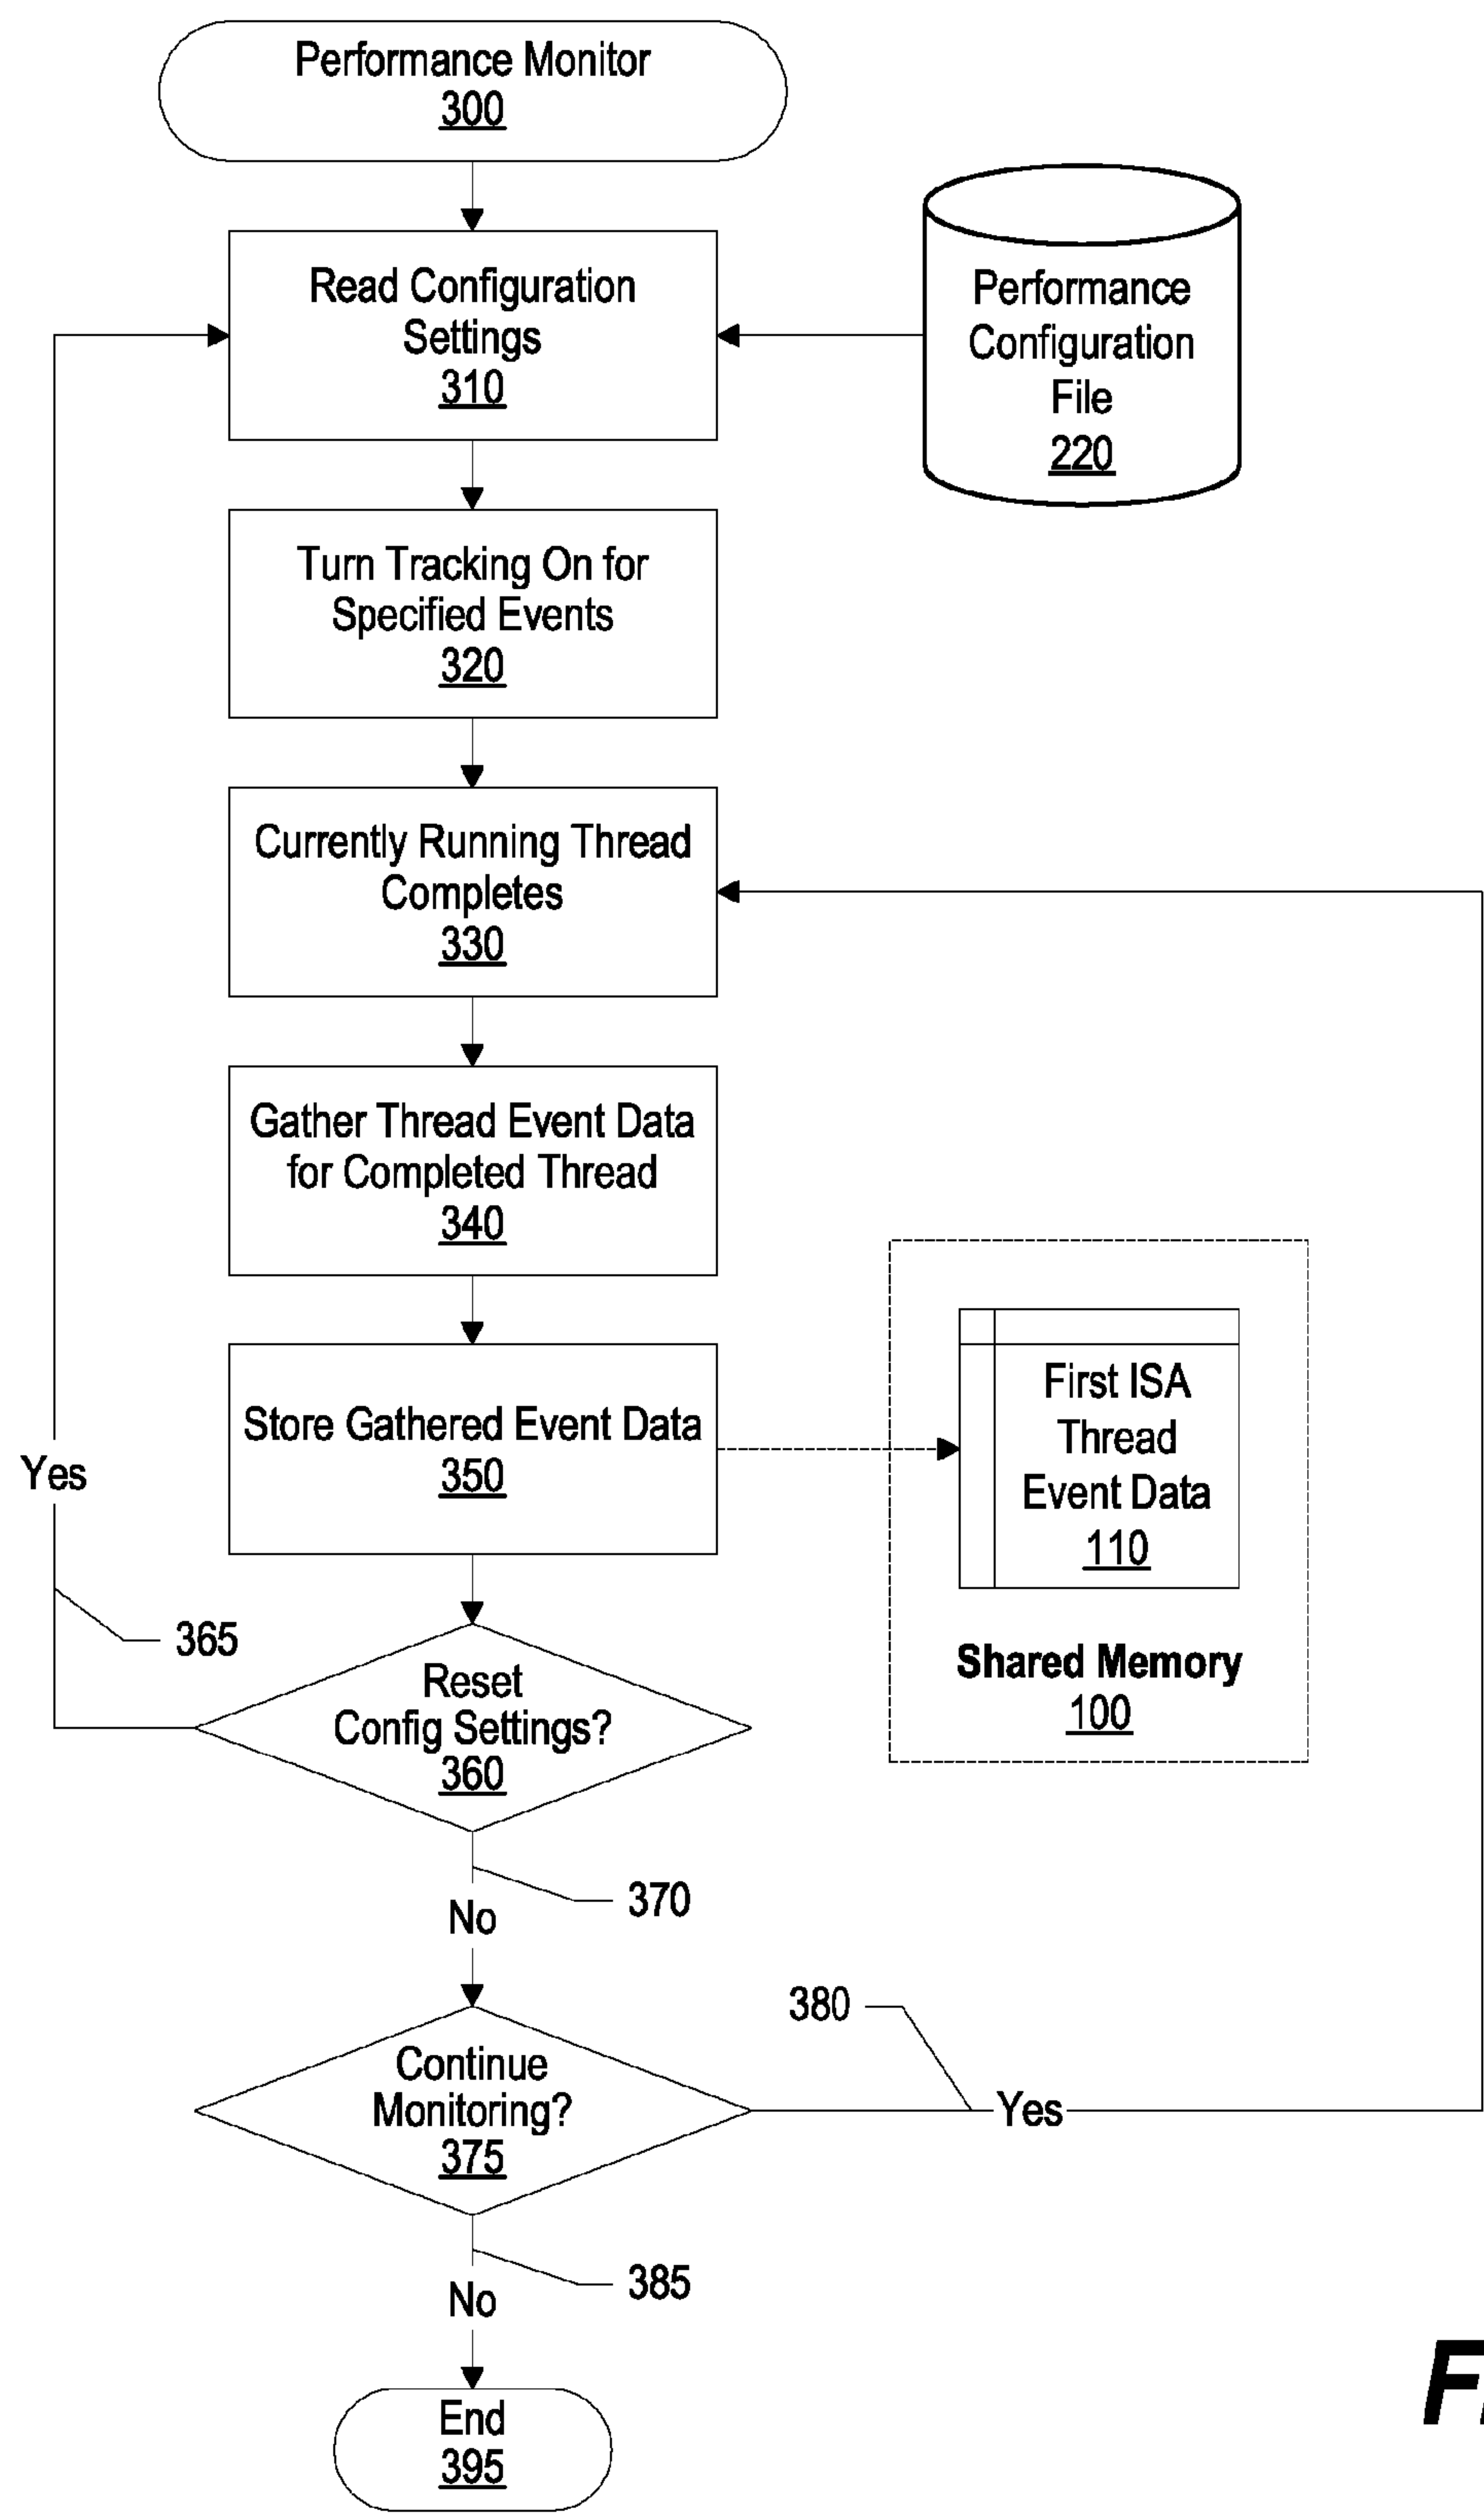 Performance Monitor
300
Read Configuration
Settings
310
Performance
Configuration
File
220
Turn Tracking On for
Specified Events
320
Currently Running Thread
Completes
330
Gather Thread Event Data
for Completed Thread
340
Store Gathered Event Data
350
First ISA
Thread
Event Data
110
Shared Memory
100
Yes
365
Reset
Config Settings?
360
370
No
380
Continue
Monitoring?
375
Yes
385
No
End
395